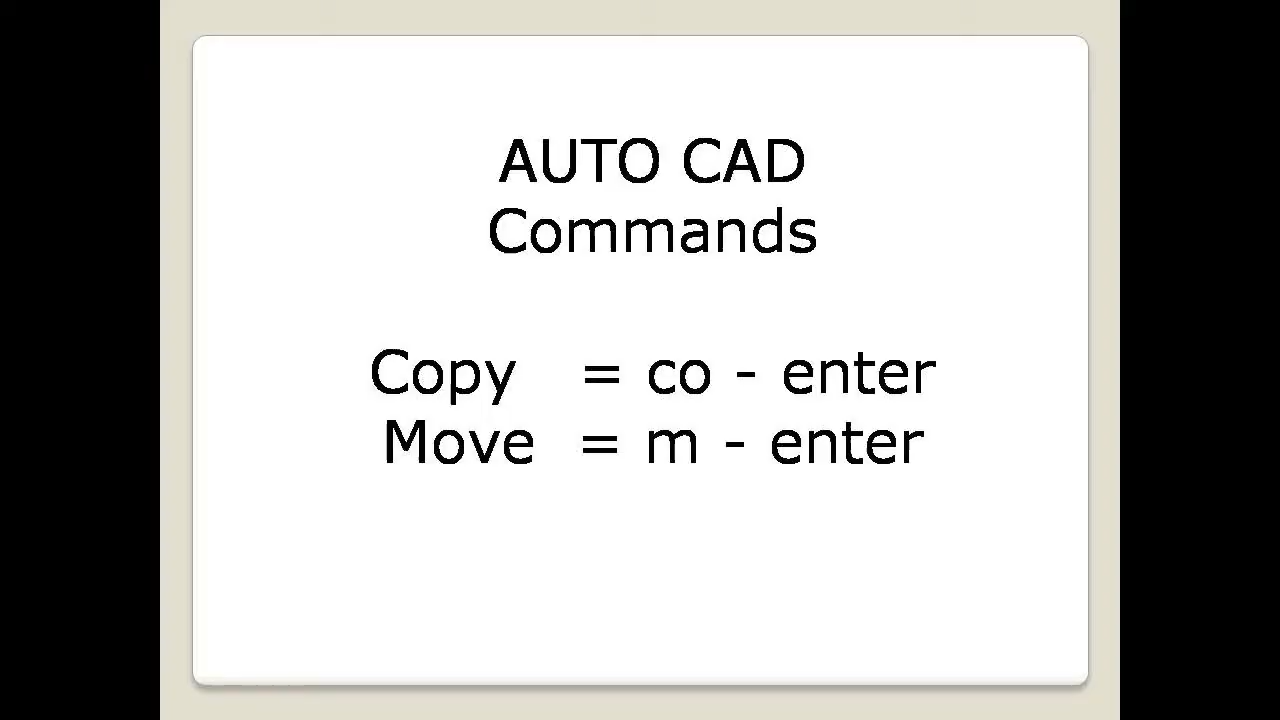 AUTO CAD
Commands
Copy = co - enter
Move = m - enter